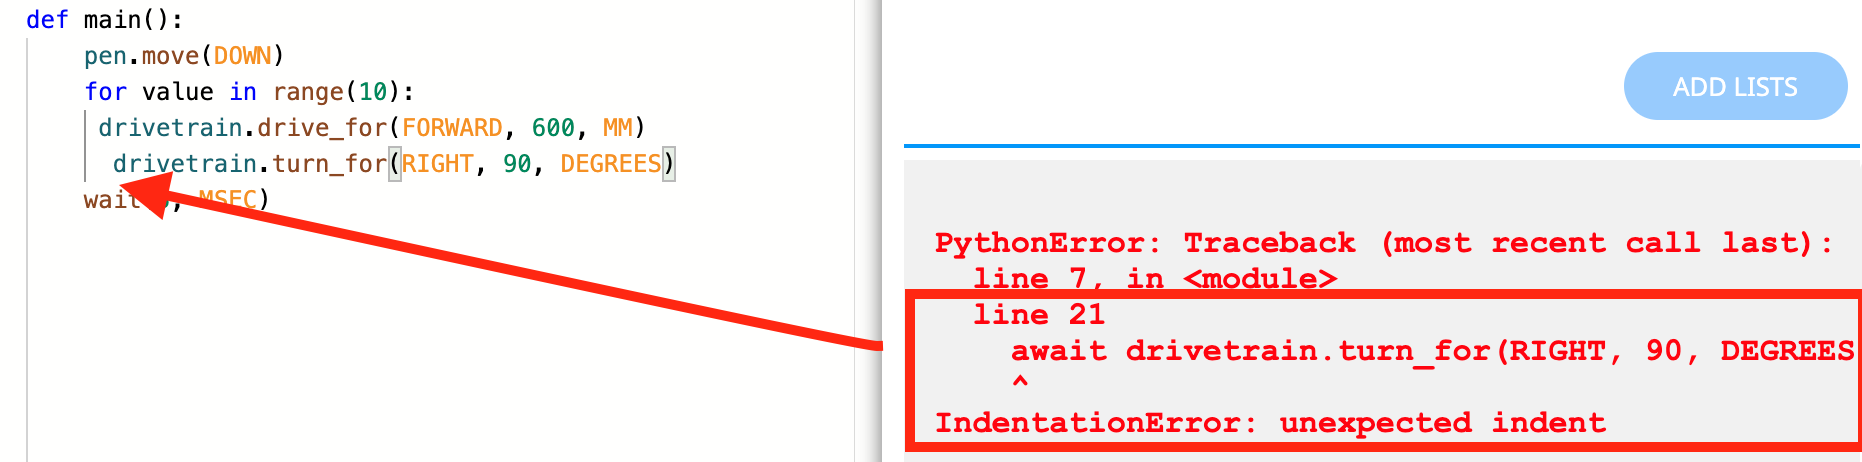 def main():
    pen.move(DOWN)
    for value in range(10):
     drivetrain.drive_for(FORWARD, 600, MM)
      drivetrain.turn_for(RIGHT, 90, DEGREES)
    wait , MSEC)
ADD LISTS
PythonError: Traceback (most recent call last):
  line 7, in <module>
  line 21
    await drivetrain.turn_for(RIGHT, 90, DEGREES
    ^
IndentationError: unexpected indent